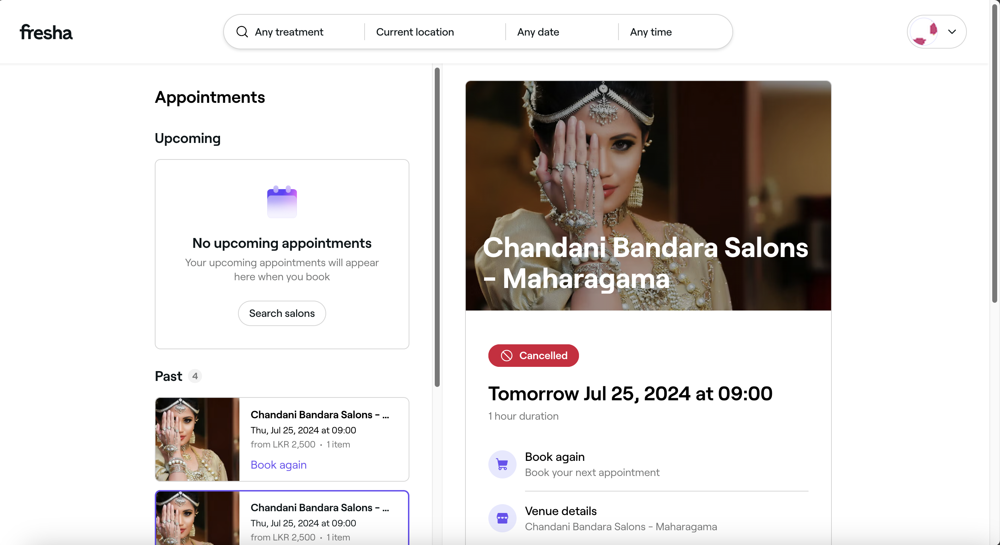 fresha
Any treatment
Current location
Any date
Any time
Appointments
Upcoming
No upcoming appointments
Your upcoming appointments will appear
here when you book
Search salons
Past 4
Chandani Bandara Salons - ...
Thu, Jul 25, 2024 at 09:00
from LKR 2,500 • 1 item
Book again
Chandani Bandara Salons - ...
Thu, Jul 25, 2024 at 09:00
from LKR 2,500 • 1 item
Chandani Bandara Salons
- Maharagama
Cancelled
Tomorrow Jul 25, 2024 at 09:00
1 hour duration
Book again
Book your next appointment
Venue details
Chandani Bandara Salons - Maharagama